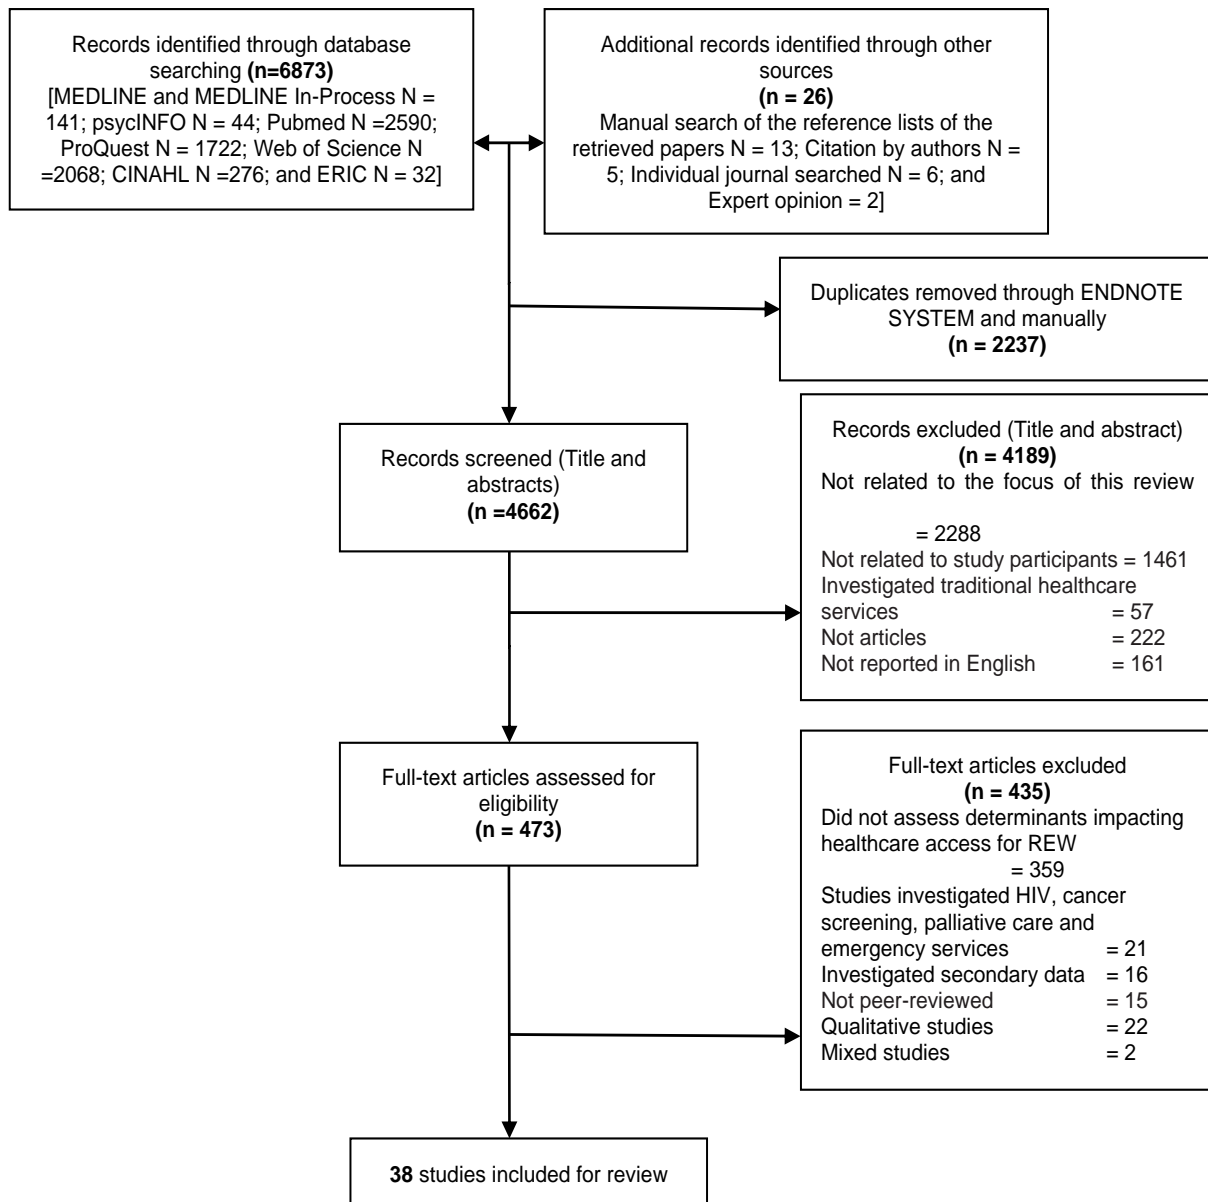 Records identified through database
searching (n=6873)
[MEDLINE and MEDLINE In-Process N =
141; psycINFO N = 44; Pubmed N =2590;
ProQuest N = 1722; Web of Science N
=2068; CINAHL N =276; and ERIC N = 32]
Additional records identified through other
sources
(n = 26)
Manual search of the reference lists of the
retrieved papers N = 13; Citation by authors N =
5; Individual journal searched N = 6; and
Expert opinion = 2]
Duplicates removed through ENDNOTE
SYSTEM and manually
(n = 2237)
Records screened (Title and
abstracts)
(n =4662)
Records excluded (Title and abstract)
(n = 4189)
Not related to the focus of this review
= 2288
Not related to study participants = 1461
Investigated traditional healthcare
services = 57
Not articles = 222
Not reported in English = 161
Full-text articles assessed for
eligibility
(n = 473)
Full-text articles excluded
(n = 435)
Did not assess determinants impacting
healthcare access for REW
= 359
Studies investigated HIV, cancer
screening, palliative care and
emergency services = 21
Investigated secondary data = 16
Not peer-reviewed = 15
Qualitative studies = 22
Mixed studies = 2
38 studies included for review